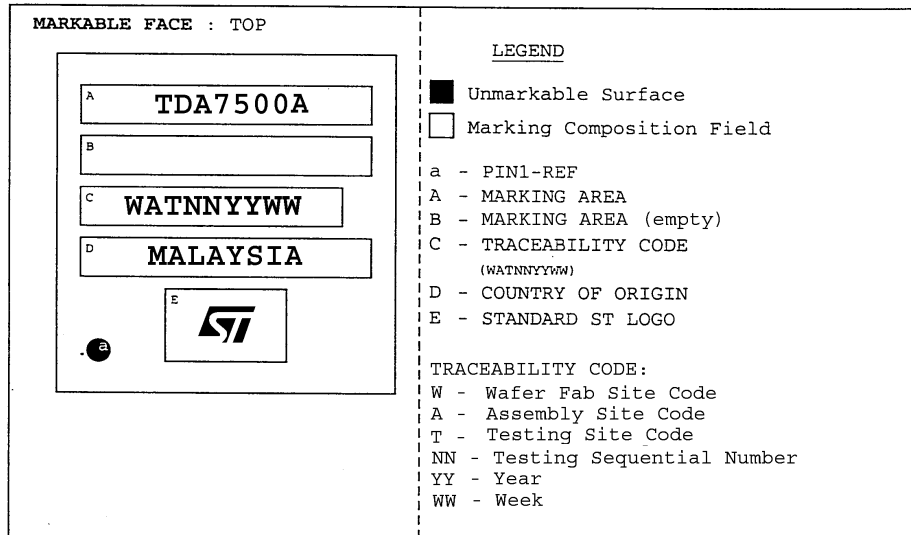 MARKABLE FACE : TOP
A TDA7500A
B
C WATNNYYWW
D MALAYSIA
E ST
a
LEGEND
Unmarkable Surface
Marking Composition Field
a - PIN1-REF
A - MARKING AREA
B - MARKING AREA (empty)
C - TRACEABILITY CODE
(WATNNYYWW)
D - COUNTRY OF ORIGIN
E - STANDARD ST LOGO
TRACEABILITY CODE:
W - Wafer Fab Site Code
A - Assembly Site Code
T - Testing Site Code
NN - Testing Sequential Number
YY - Year
WW - Week